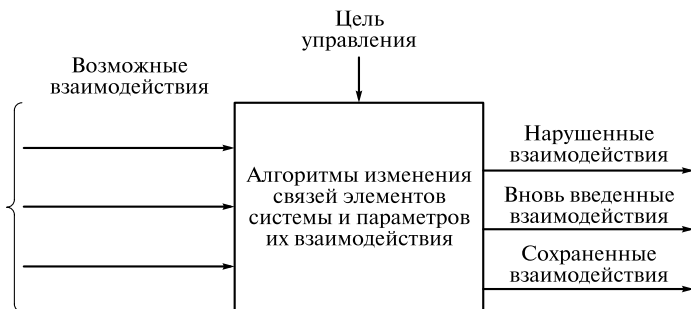 Цель
управления
Возможные
взаимодействия
Алгоритмы изменения
связей элементов
системы и параметров
их взаимодействия
Нарушенные
взаимодействия
Вновь введенные
взаимодействия
Сохраненные
взаимодействия